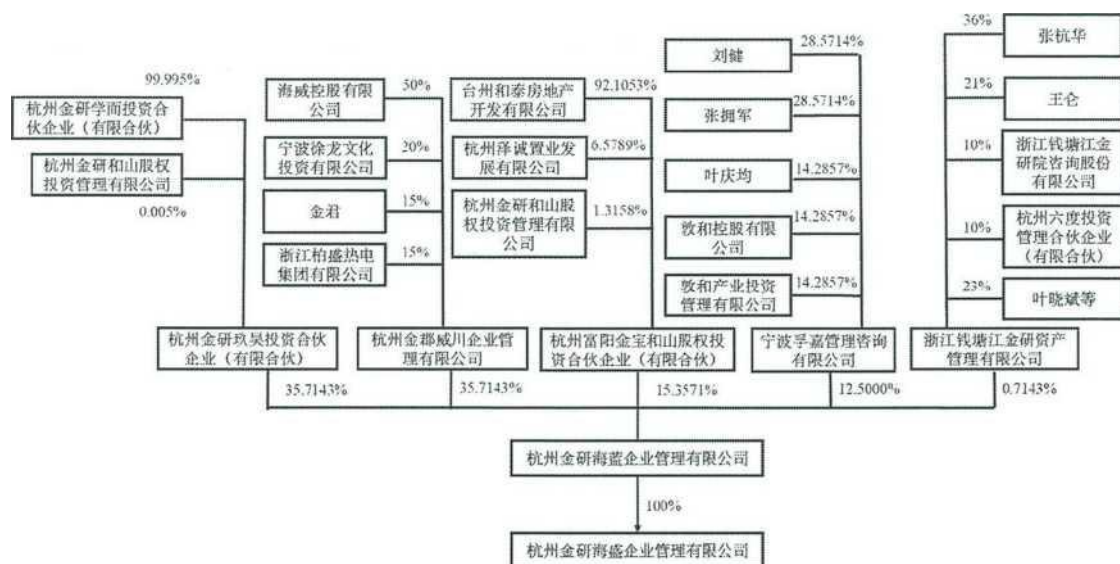 99.995%
杭州金研学而投资合
伙企业（有限合伙）
杭州金研和山股权
投资管理有限公司
0.005%
海威控股有限
公司
50%
宁波徐龙文化
投资有限公司
20%
金君
15%
浙江柏盛热电
集团有限公司
15%
台州和泰房地产
开发有限公司
92.1053%
杭州泽诚置业发
展有限公司
6.5789%
杭州金研和山股
权投资管理有限
公司
1.3158%
刘健
28.5714%
张拥军
28.5714%
叶庆均
14.2857%
敦和控股有限
公司
14.2857%
敦和产业投资
管理有限公司
14.2857%
36%
张杭华
21%
王仑
10%
浙江钱塘江金
研院咨询股份
有限公司
10%
杭州六度投资
管理合伙企业
(有限合伙)
23%
叶晓斌等
杭州金研玖昊投资合伙
企业（有限合伙）
杭州金郡威川企业管
理有限公司
杭州富阳金宝和山股权投
资合伙企业（有限合伙）
宁波孚嘉管理咨询
有限公司
浙江钱塘江金研资产
管理有限公司
35.7143%
35.7143%
15.3571%
12.5000%
0.7143%
杭州金研海蓝企业管理有限公司
100%
杭州金研海盛企业管理有限公司